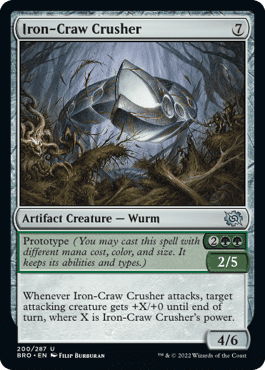 Iron-Craw Crusher 7
Artifact Creature — Wurm
Prototype (You may cast this spell with 2
different mana cost, color, and size. It
keeps its abilities and types.) 2/5
Whenever Iron-Craw Crusher attacks, target
attacking creature gets +X/+0 until end of
turn, where X is Iron-Craw Crusher's power.
4/6
200/287 U
BRO • EN Filip Burburan ™ & © 2022 Wizards of the Coast